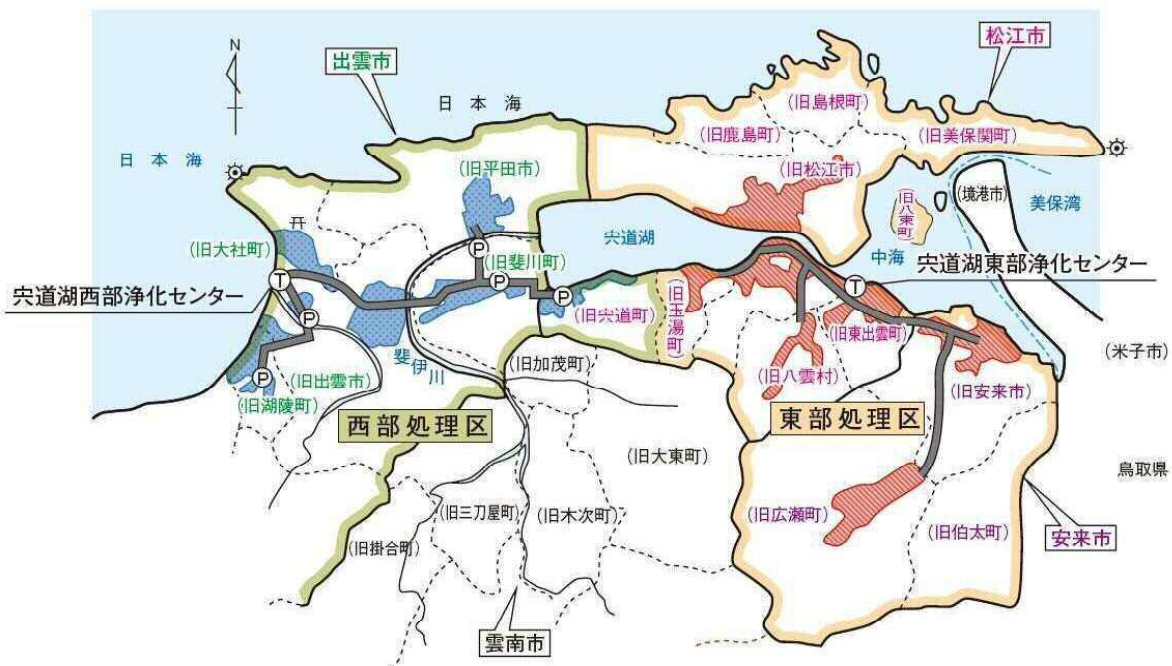 N
出雲市
松江市
日本海
日本海
(旧島根町)
(旧鹿島町)
(旧美保関町)
(旧平田市)
(旧松江市)
(旧八束町)
(境港市)
美保湾
(旧大社町)
宍道湖
中海
(旧斐川町)
宍道湖西部浄化センター
宍道湖東部浄化センター
T
P
P
P
P
P
T
(旧宍道町)
(旧玉湯町)
(旧東出雲町)
(米子市)
斐伊川
(旧加茂町)
(旧八雲村)
(旧安来市)
(旧出雲市)
(旧湖陵町)
西部処理区
東部処理区
(旧大東町)
鳥取県
(旧三刀屋町)
(旧木次町)
(旧広瀬町)
(旧伯太町)
安来市
(旧掛合町)
雲南市